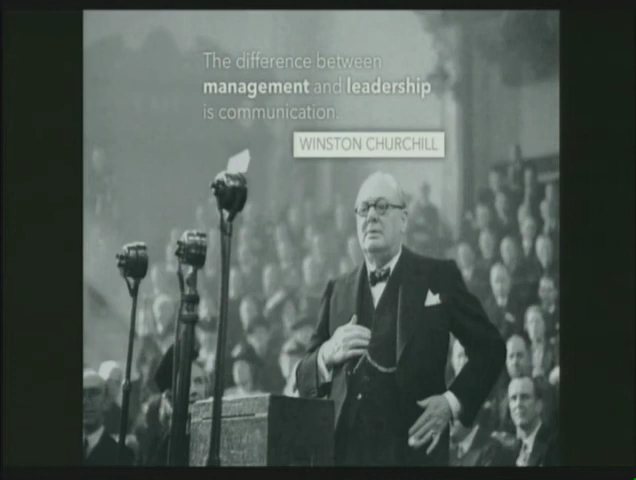 The difference between
management and leadership
is communication.
WINSTON CHURCHILL